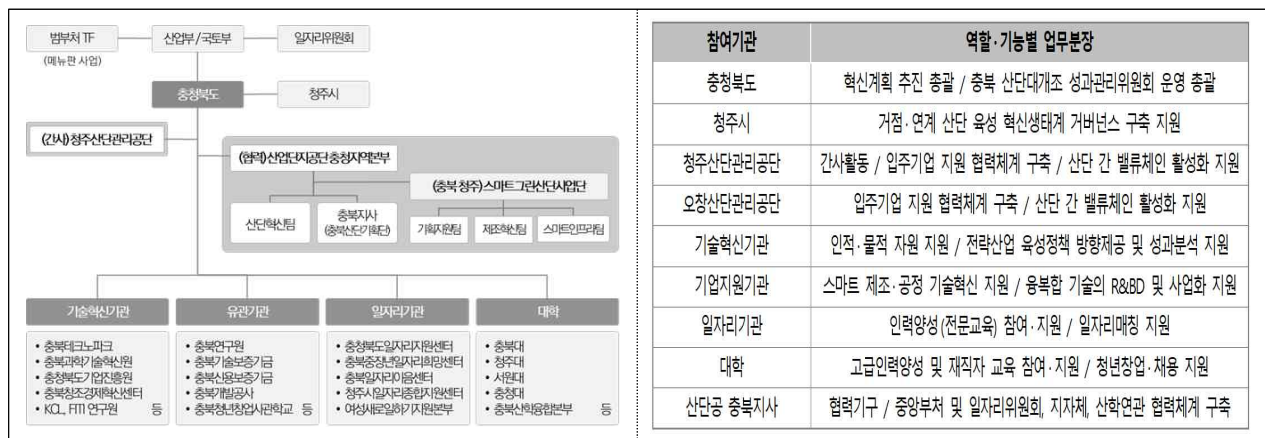 범부처 TF
(메뉴판 사업)
산업부/국토부
일자리위원회
충청북도
청주시
(간사)청주산단관리공단
(협력)산업단지공단 충청지역본부
(충북 청주)스마트그린산단사업단
산단혁신팀
충북지사
(충북산단기획단)
기획지원팀
제조혁신팀
스마트인프라팀
기술혁신기관
• 충북테크노파크
• 충북과학기술혁신원
• 충청북도기업진흥원
• 충북창조경제혁신센터
• KCL, FITI 연구원 등
유관기관
• 충북연구원
• 충북기술보증기금
• 충북신용보증기금
• 충북개발공사
• 충북청년창업사관학교 등
일자리기관
• 충청북도일자리지원센터
• 충북중장년일자리희망센터
• 충북일자리이음센터
• 청주시일자리종합지원센터
• 여성새로일하기지원본부
대학
• 충북대
• 청주대
• 서원대
• 충청대
• 충북산학융합본부 등
참여기관 역할·기능별 업무분장
충청북도 혁신계획 추진 총괄 / 충북 산단대개조 성과관리위원회 운영 총괄
청주시 거점·연계 산단 육성 혁신생태계 거버넌스 구축 지원
청주산단관리공단 간사활동 / 입주기업 지원 협력체계 구축 / 산단 간 밸류체인 활성화 지원
오창산단관리공단 입주기업 지원 협력체계 구축 / 산단 간 밸류체인 활성화 지원
기술혁신기관 인적·물적 자원 지원 / 전략산업 육성정책 방향제공 및 성과분석 지원
기업지원기관 스마트 제조·공정 기술혁신 지원 / 융복합 기술의 R&BD 및 사업화 지원
일자리기관 인력양성(전문교육) 참여·지원 / 일자리매칭 지원
대학 고급인력양성 및 재직자 교육 참여·지원 / 청년창업·채용 지원
산단공 충북지사 협력기구 / 중앙부처 및 일자리위원회, 지자체, 산학연관 협력체계 구축